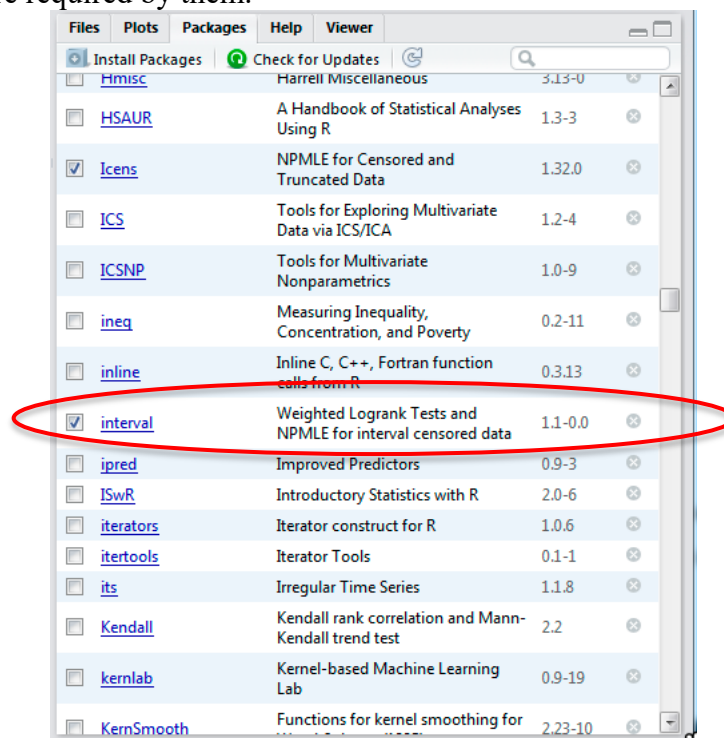 re required by them.
Files Plots Packages Help Viewer
Install Packages Check for Updates
Hmisc Harrell Miscellaneous 3.13-0
HSAUR A Handbook of Statistical Analyses Using R 1.3-3
Icens NPMLE for Censored and Truncated Data 1.32.0
ICS Tools for Exploring Multivariate Data via ICS/ICA 1.2-4
ICSNP Tools for Multivariate Nonparametrics 1.0-9
ineq Measuring Inequality, Concentration, and Poverty 0.2-11
inline Inline C, C++, Fortran function calls from R 0.3.13
interval Weighted Logrank Tests and NPMLE for interval censored data 1.1-0.0
ipred Improved Predictors 0.9-3
ISwR Introductory Statistics with R 2.0-6
iterators Iterator construct for R 1.0.6
itertools Iterator Tools 0.1-1
its Irregular Time Series 1.1.8
Kendall Kendall rank correlation and Mann-Kendall trend test 2.2
kernlab Kernel-based Machine Learning Lab 0.9-19
KernSmooth Functions for kernel smoothing for 2.23-10